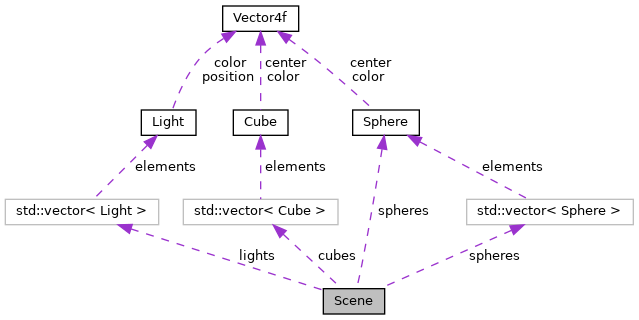 Vector4f
color
position
center
color
center
color
Light
Cube
Sphere
elements
elements
elements
std::vector< Light >
std::vector< Cube >
spheres
std::vector< Sphere >
lights
cubes
spheres
Scene